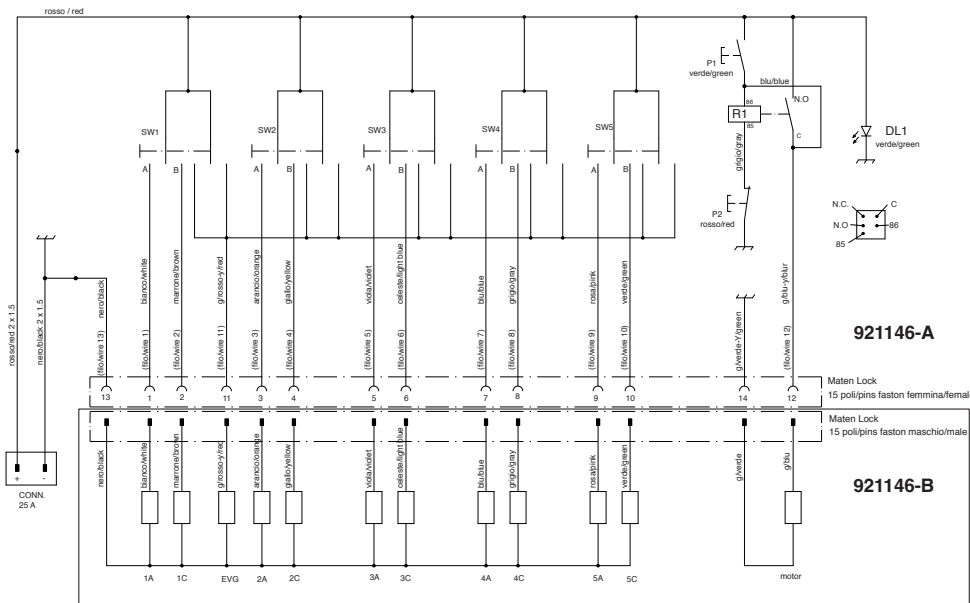 rosso / red
P1
verde/green
blu/blue
86
N.O
R1
85
C
SW1
SW2
SW3
SW4
SW5
A
B
A
B
A
B
A
B
A
B
DL1
verde/green
grigio/gray
P2
rosso/red
N.C.
C
N.O
86
85
rosso/red 2 x 1.5
nero/black 2 x 1.5
nero/black
bianco/white
marrone/brown
g/rosso-y/red
arancio/orange
giallo/yellow
viola/violet
celeste/light blue
blu/blue
grigio/gray
rosa/pink
verde/green
g/verde-Y/green
g/blu-y/blur
(filo/wire 13)
(filo/wire 1)
(filo/wire 2)
(filo/wire 11)
(filo/wire 3)
(filo/wire 4)
(filo/wire 5)
(filo/wire 6)
(filo/wire 7)
(filo/wire 8)
(filo/wire 9)
(filo/wire 10)
(filo/wire 12)
921146-A
13
1
2
11
3
4
5
6
7
8
9
10
14
12
Maten Lock
15 poli/pins faston femmina/femal
Maten Lock
15 poli/pins faston maschio/male
nero/black
bianco/white
marrone/brown
g/rosso-y/red
arancio/orange
giallo/yellow
viola/violet
celeste/light blue
blu/blue
grigio/gray
rosa/pink
verde/green
g/verde
g/blu
921146-B
+
-
CONN.
25 A
1A
1C
EVG
2A
2C
3A
3C
4A
4C
5A
5C
motor